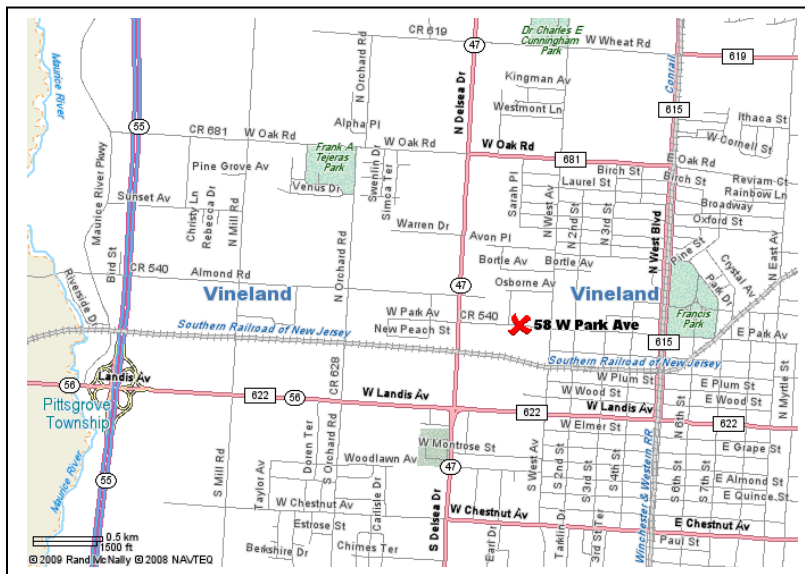 CR 619
47
Dr Charles E
Cunningham
Park
W Wheat Rd
619
Maurice River
N Orchard Rd
N Delsea Dr
Kingman Av
Conrail
Westmont Ln
615
Ithaca St
W Cornell St
55
Alpha Pl
CR 681
W Oak Rd
W Oak Rd
W Oak Rd
681
E Oak Rd
Frank A
Tejeras
Park
Pine Grove Av
Venus Dr
Swenlin Dr
Simca Ter
Birch St
Laurel St
Birch St
Reviam Ct
Rainbow Ln
Broadway
Oxford St
Maurice River Pkwy
Sunset Av
Christy Ln
Rebecca Dr
N Mill Rd
Sarah Pl
N West Av
N 2nd St
N 3rd St
Warren Dr
Avon Pl
N West Blvd
Pine St
N East Av
Bird St
N Orchard Rd
Bortle Av
Bortle Av
Crystal Av
Park Dr
Riverside Dr
CR 540
Almond Rd
47
Osborne Av
Vineland
Vineland
Francis
Park
W Park Av
CR 540
58 W Park Ave
New Peach St
615
E Park Av
Southern Railroad of New Jersey
Southern Railroad of New Jersey
CR 628
W Plum St
E Plum St
N Myrtle St
56
Landis Av
622
56
W Landis Av
W Wood St
E Wood St
622
W Landis Av
622
Pittsgrove
Township
W Elmer St
N 6th St
W Montrose St
E Grape St
Woodlawn Av
47
S Mill Rd
Taylor Av
Doren Ter
S Orchard Rd
Carlisle Dr
S West Av
S 2nd St
S 3rd St
S 4th St
S 6th St
S 7th St
E Almond St
E Quince St
Maurice River
55
S Delsea Dr
W Chestnut Av
W Chestnut Av
E Chestnut Av
Estrose St
Earl Dr
Tarklin Dr
3rd St Ter
Winchester & Western RR
Paul St
Berkshire Dr
Chimes Ter
0.5 km
1500 ft
© 2009 Rand McNally © 2008 NAVTEQ